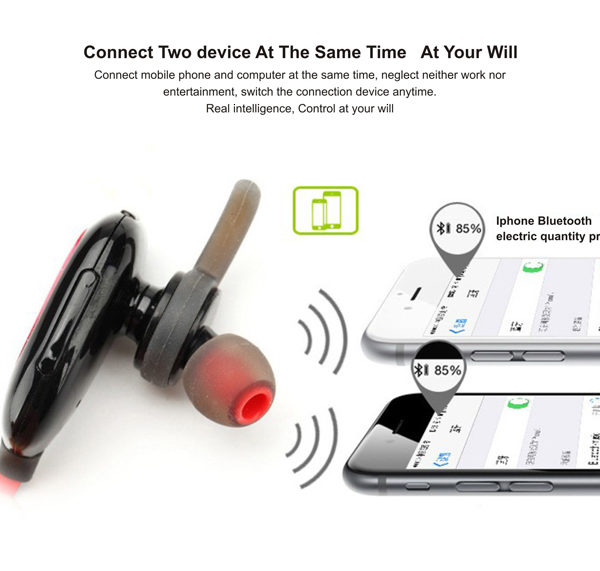 Connect Two device At The Same Time At Your Will
Connect mobile phone and computer at the same time, neglect neither work nor
entertainment, switch the connection device anytime.
Real intelligence, Control at your will
85%
Iphone Bluetooth
electric quantity pr
85%